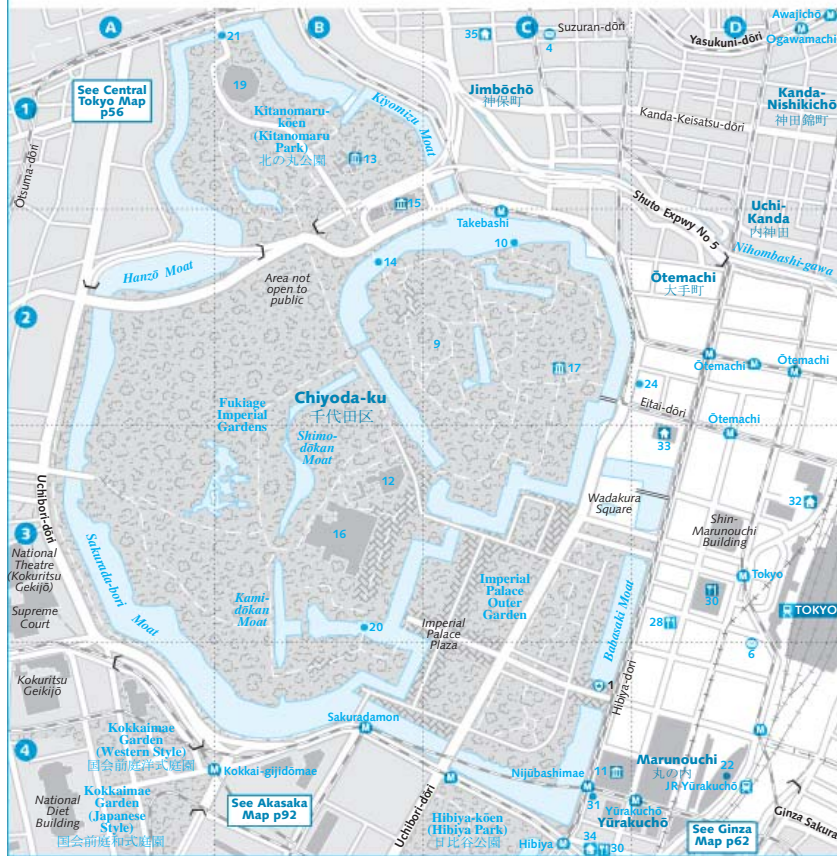 A
B
C
D
1
2
3
4
21
35
4
Suzuran-dōri
Awajichō
Ogawamachi
Yasukuni-dōri
See Central
Tokyo Map
p56
19
Jimbōchō
神保町
Kanda-
Nishikichō
神田錦町
Kitanomaru-
kōen
(Kitanomaru
Park)
北の丸公園
Kiyomizu Moat
Kanda-Keisatsu-dōri
13
Ōtsuma-dōri
15
Takebashi
Shuto Expwy No 5
Uchi-
Kanda
内神田
Nihombashi-gawa
10
14
Hanzō Moat
Area not
open to
public
Ōtemachi
大手町
9
17
Ōtemachi
Ōtemachi
24
Eitai-dōri
Chiyoda-ku
千代田区
Fukiage
Imperial
Gardens
Shimo-
dōkan
Moat
Ōtemachi
33
12
Uchibori-dōri
Wadakura
Square
32
16
Shin-
Marunouchi
Building
National
Theatre
(Kokuritsu
Gekijō)
Sakuruda-bori Moat
Imperial
Palace
Outer
Garden
Tokyo
30
Kami-
dōkan
Moat
Babasaki Moat
TOKYO
Supreme
Court
20
Imperial
Palace
Plaza
28
6
Kokuritsu
Geikijō
1
Hibiya-dōri
Sakuradamon
Kokkaimae
Garden
(Western Style)
国会前庭洋式庭園
Marunouchi
丸の内
Kokkai-gijidōmae
Nijūbashimae
11
22
JR Yūrakuchō
Kokkaimae
Garden
(Japanese
Style)
国会前庭和式庭園
National
Diet
Building
See Akasaka
Map p92
Uchibori-dōri
Hibiya-kōen
(Hibiya Park)
日比谷公園
31
Yūrakuchō
Yūrakuchō
Hibiya
34
30
See Ginza
Map p62
Ginza Sakura